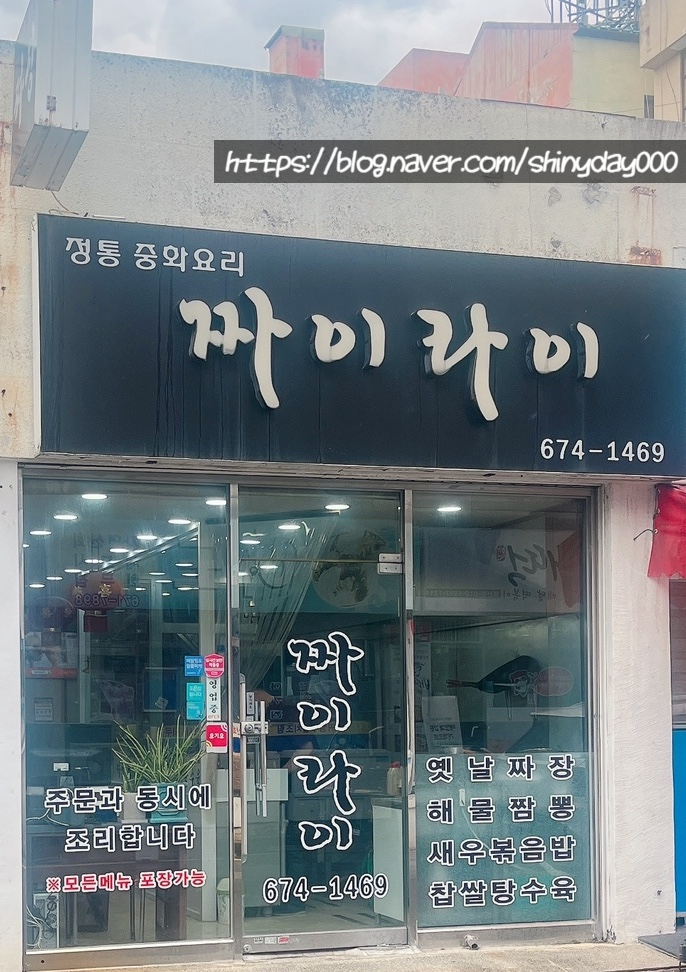 https://blog.naver.com/shinyday000
정통 중화요리
짜이라이
674-1469
영업중
요기요
주문과 동시에
조리합니다
※모든메뉴 포장가능
짜이라이
674-1469
옛날짜장
해물짬뽕
새우볶음밥
찹쌀탕수육